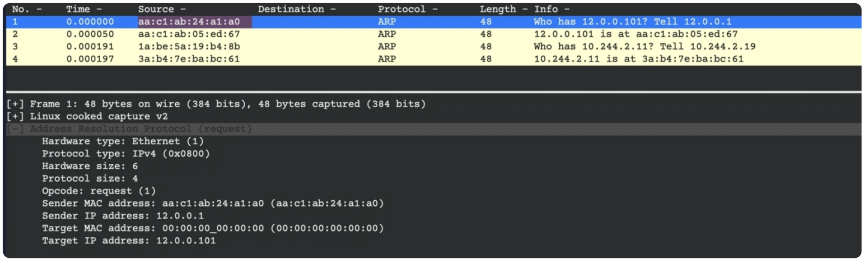 No. - Time - Source - Destination - Protocol - Length - Info -
1 0.000000 aa:c1:ab:24:a1:a0 ARP 48 Who has 12.0.0.101? Tell 12.0.0.1
2 0.000050 aa:c1:ab:05:ed:67 ARP 48 12.0.0.101 is at aa:c1:ab:05:ed:67
3 0.000191 1a:be:5a:19:b4:8b ARP 48 Who has 10.244.2.11? Tell 10.244.2.19
4 0.000197 3a:b4:7e:ba:bc:61 ARP 48 10.244.2.11 is at 3a:b4:7e:ba:bc:61
[+] Frame 1: 48 bytes on wire (384 bits), 48 bytes captured (384 bits)
[+] Linux cooked capture v2
[-] Address Resolution Protocol (request)
Hardware type: Ethernet (1)
Protocol type: IPv4 (0x0800)
Hardware size: 6
Protocol size: 4
Opcode: request (1)
Sender MAC address: aa:c1:ab:24:a1:a0 (aa:c1:ab:24:a1:a0)
Sender IP address: 12.0.0.1
Target MAC address: 00:00:00_00:00:00 (00:00:00:00:00:00)
Target IP address: 12.0.0.101